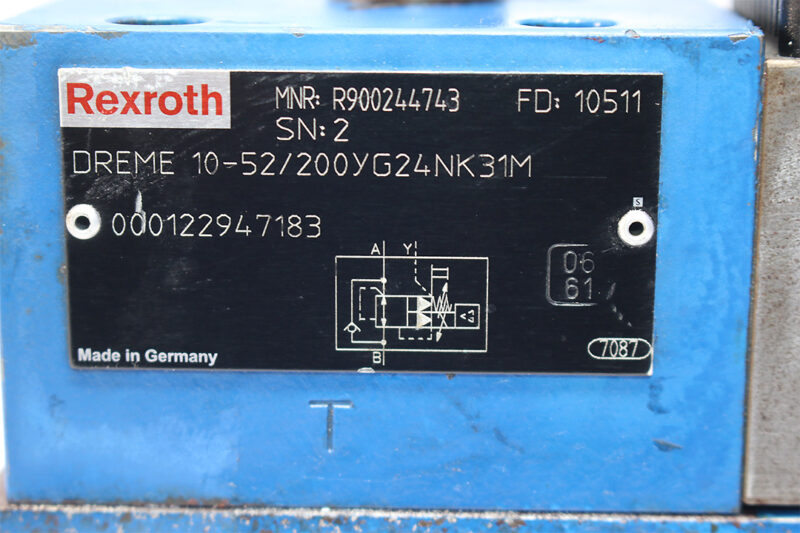 Rexroth MNR: R900244743 FD: 10511
SN: 2
DREME 10-52/200YG24NK31M
S
000122947183
A Y
06
61
B
7087
Made in Germany
T